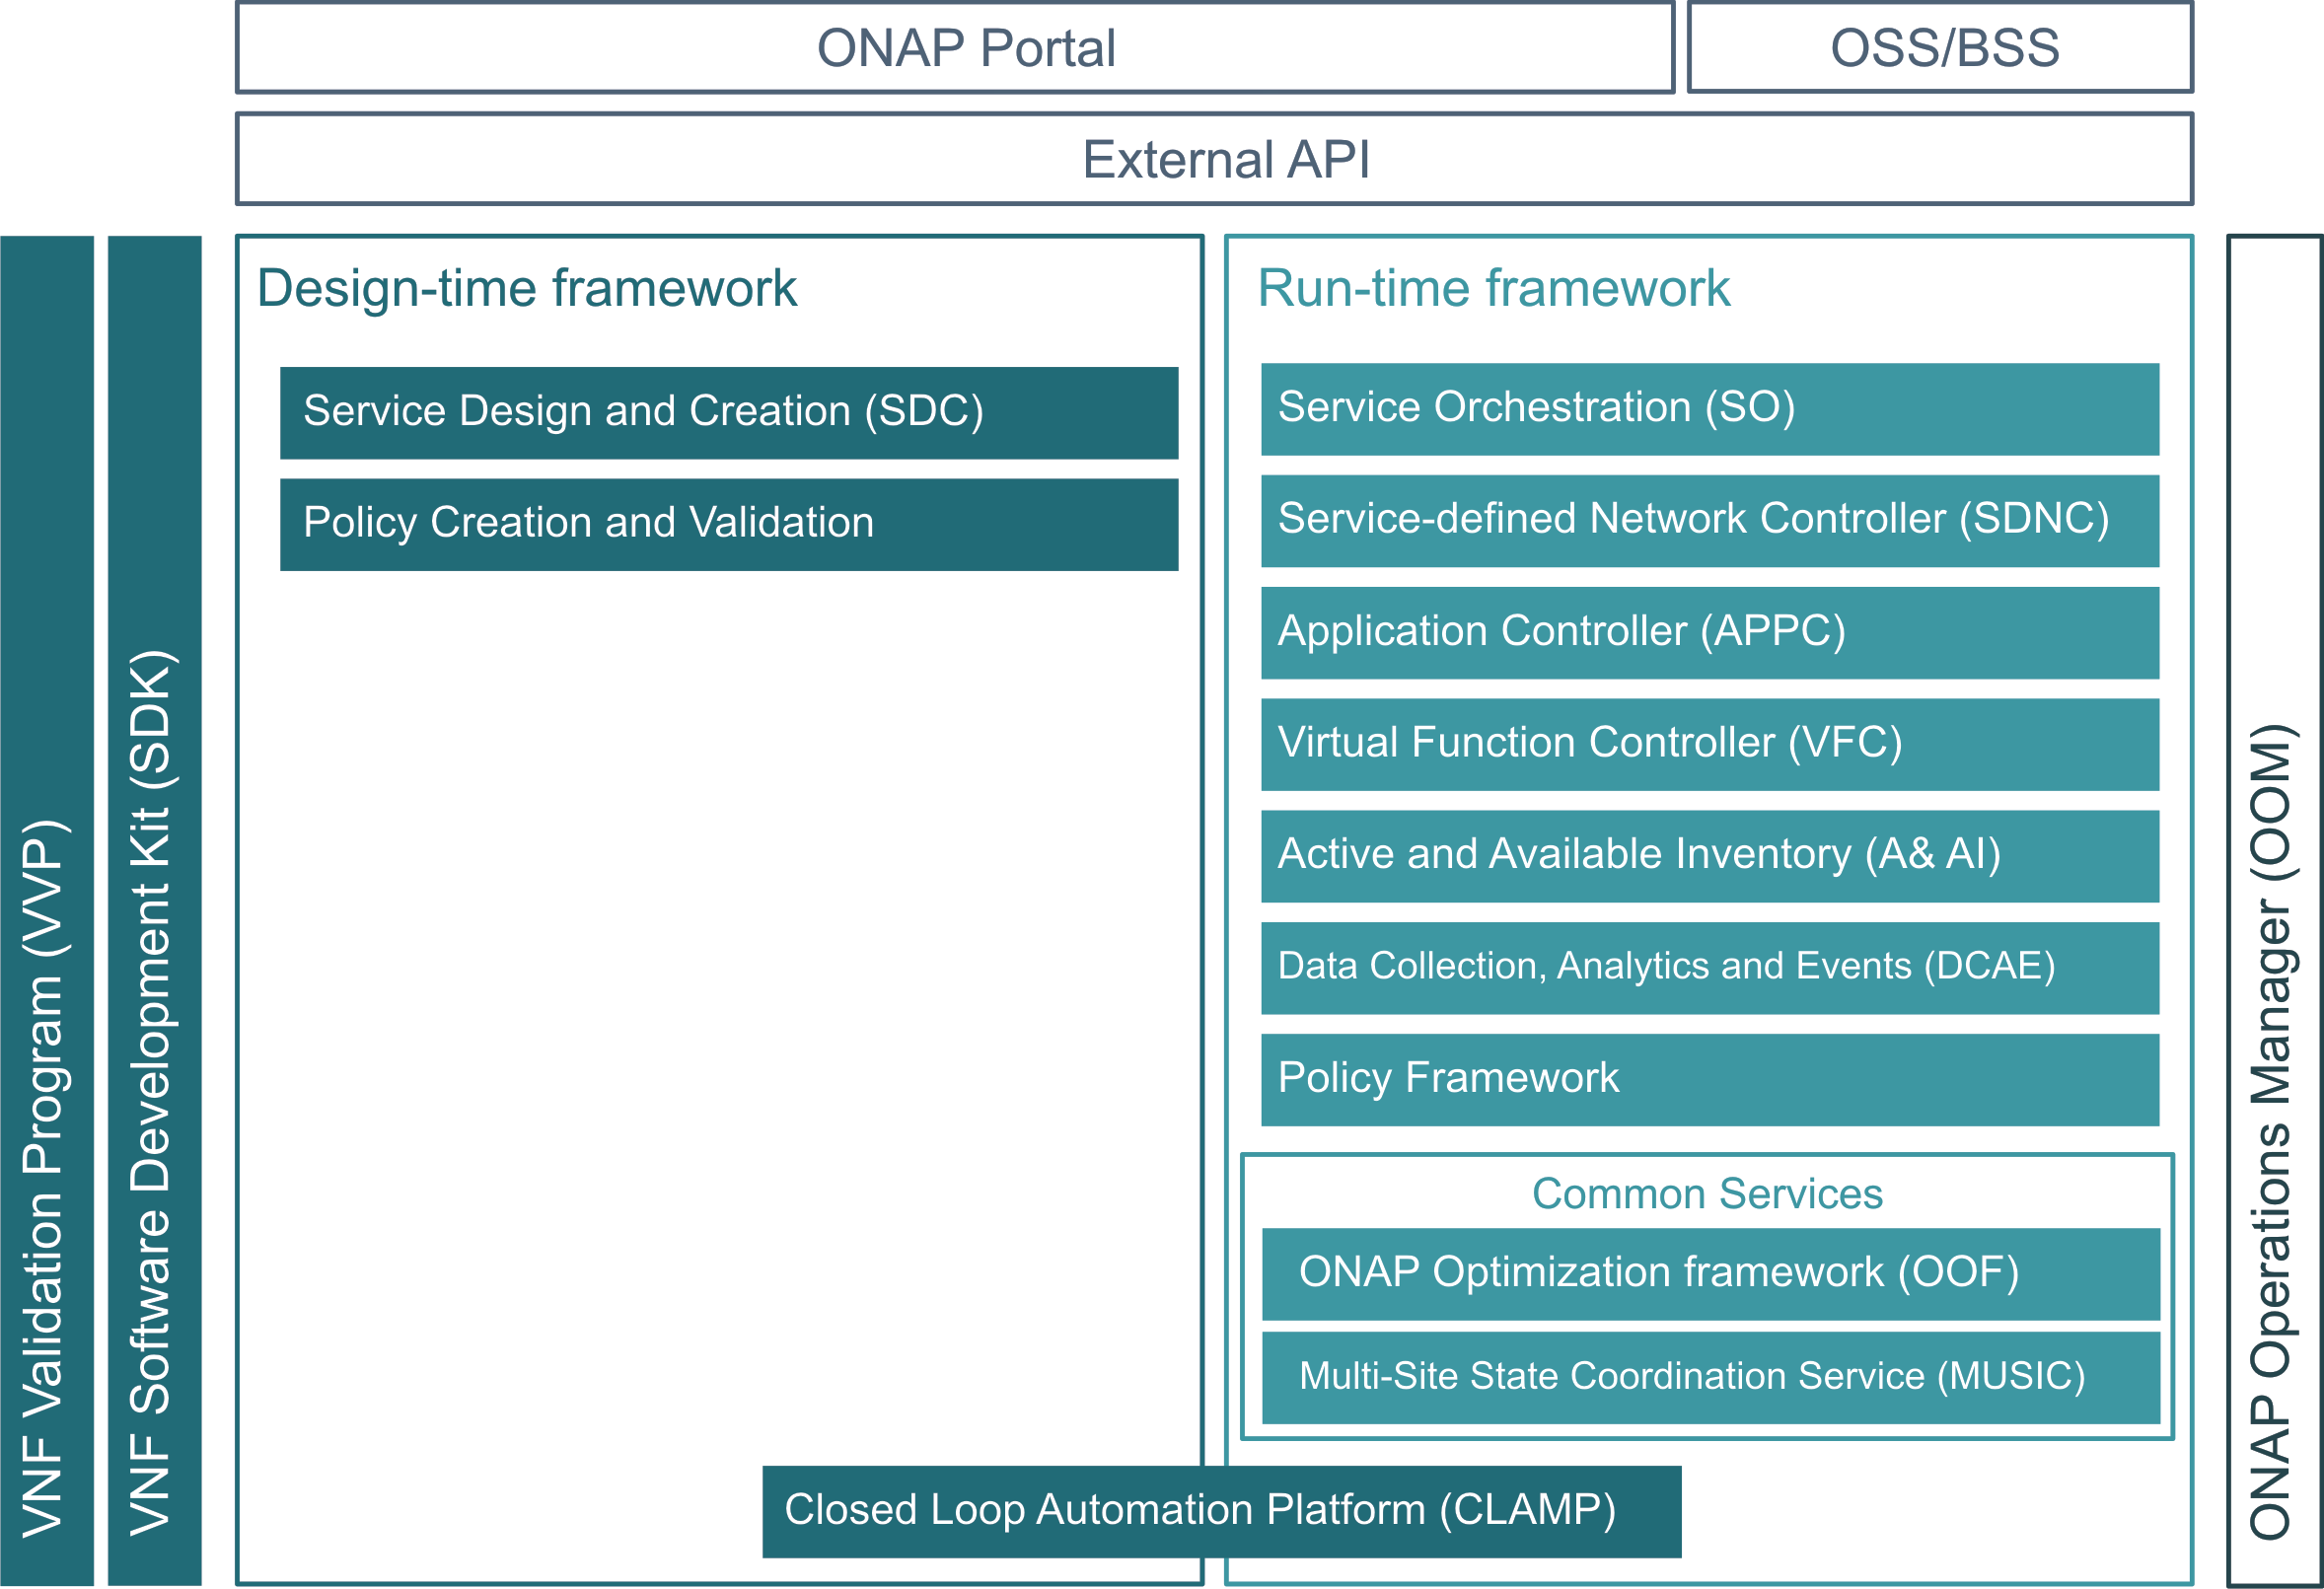 ONAP Portal
OSS/BSS
External API
VNF Validation Program (VVP)
VNF Software Development Kit (SDK)
Design-time framework
Service Design and Creation (SDC)
Policy Creation and Validation
Run-time framework
Service Orchestration (SO)
Service-defined Network Controller (SDNC)
Application Controller (APPC)
Virtual Function Controller (VFC)
Active and Available Inventory (A& AI)
Data Collection, Analytics and Events (DCAE)
Policy Framework
Common Services
ONAP Optimization framework (OOF)
Multi-Site State Coordination Service (MUSIC)
Closed Loop Automation Platform (CLAMP)
ONAP Operations Manager (OOM)